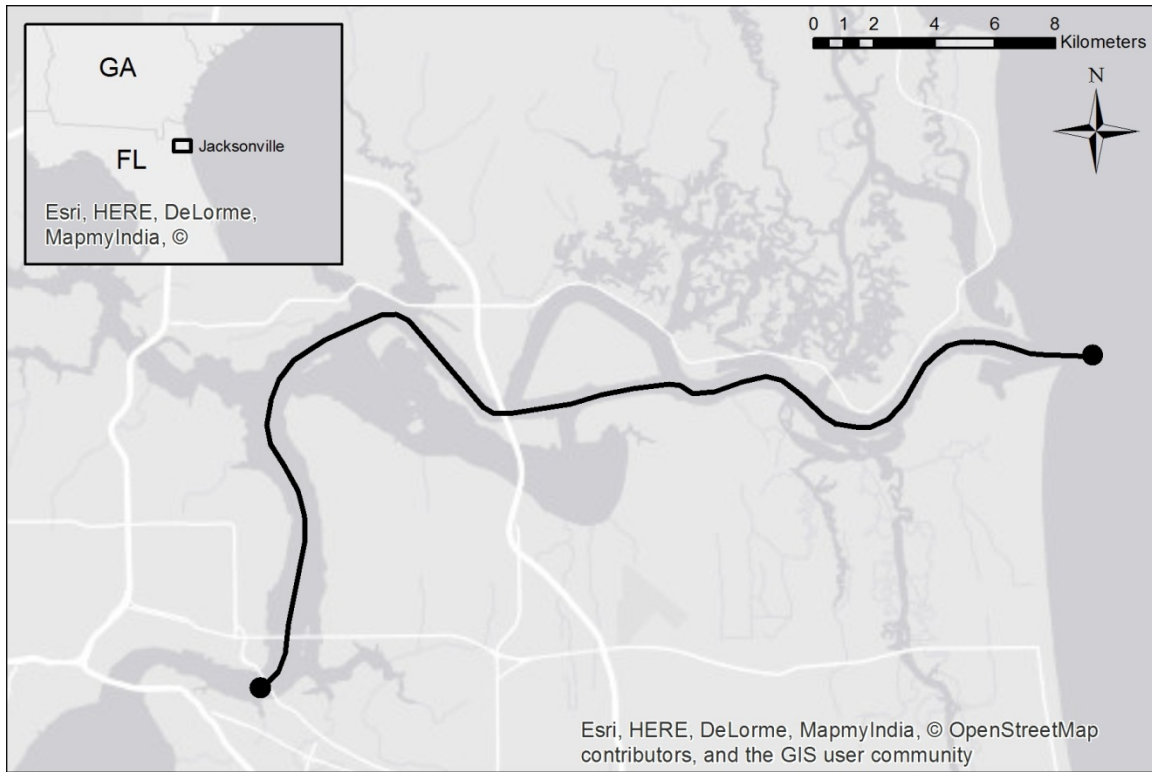 GA
FL
Jacksonville
Esri, HERE, DeLorme,
MapmyIndia, ©
0 1 2 4 6 8
Kilometers
N
Esri, HERE, DeLorme, MapmyIndia, © OpenStreetMap
contributors, and the GIS user community